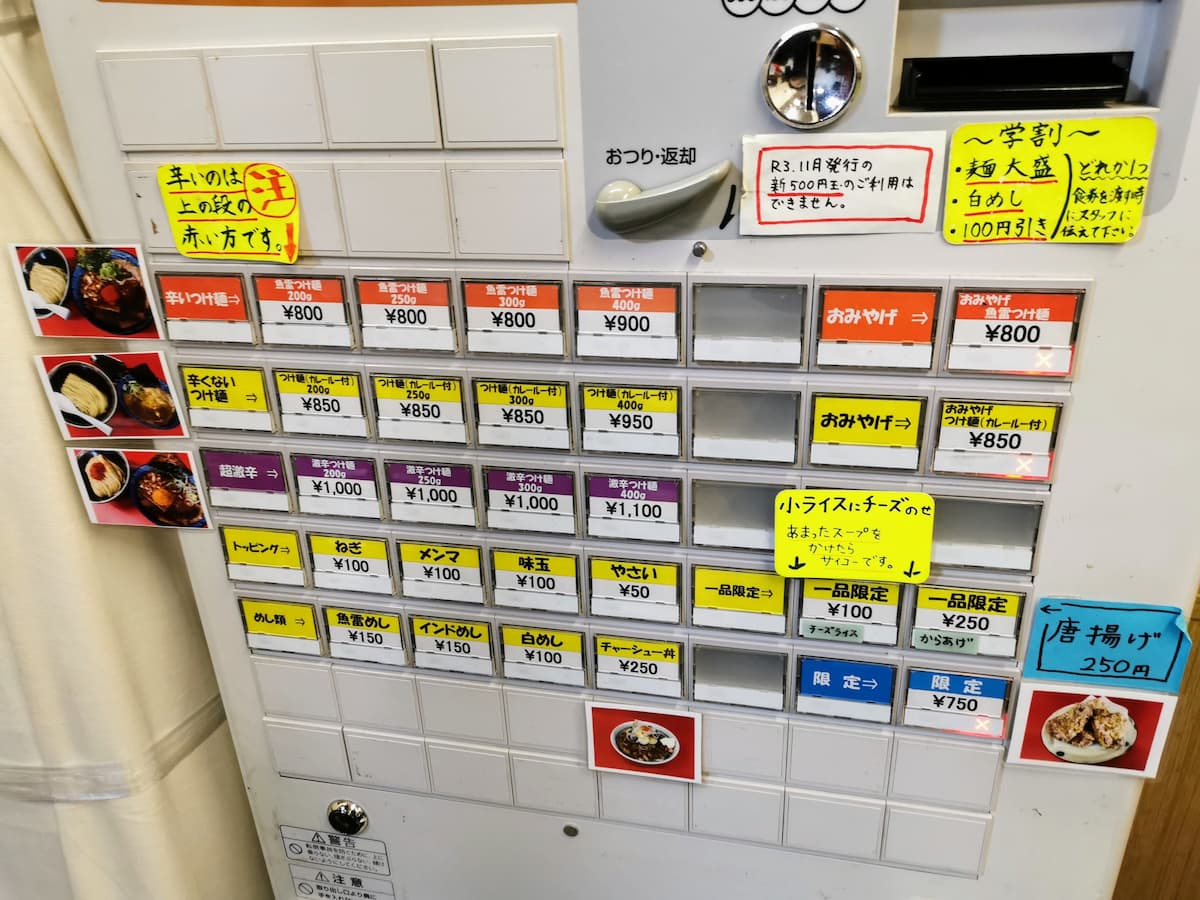 おつり・返却
R3.11月発行の
新500円玉のご利用は
できません。
～学割～
・麺大盛
・白めし
・100円引き
どれか1つ
食券を渡す時
にスタッフに
伝えて下さい。
辛いのは
上の段の
赤い方です。
注
辛いつけ麺⇒
魚雷つけ麺
200g
¥800
魚雷つけ麺
250g
¥800
魚雷つけ麺
300g
¥800
魚雷つけ麺
400g
¥900
おみやげ ⇒
おみやげ
魚雷つけ麺
¥800
辛くない
つけ麺 ⇒
つけ麺(カレールー付)
200g
¥850
つけ麺(カレールー付)
250g
¥850
つけ麺(カレールー付)
300g
¥850
つけ麺(カレールー付)
400g
¥950
おみやげ⇒
おみやげ
つけ麺(カレールー付)
¥850
超激辛 ⇒
激辛つけ麺
200g
¥1,000
激辛つけ麺
250g
¥1,000
激辛つけ麺
300g
¥1,000
激辛つけ麺
400g
¥1,100
小ライスにチーズのせ
あまったスープを
かけたら
サイコーです。
トッピング⇒
ねぎ
¥100
メンマ
¥100
味玉
¥100
やさい
¥50
一品限定⇒
一品限定
¥100
チーズライス
一品限定
¥250
からあげ
めし類 ⇒
魚雷めし
¥150
インドめし
¥150
白めし
¥100
チャーシュー丼
¥250
限 定⇒
限 定
¥750
唐揚げ
250円
警告
注意